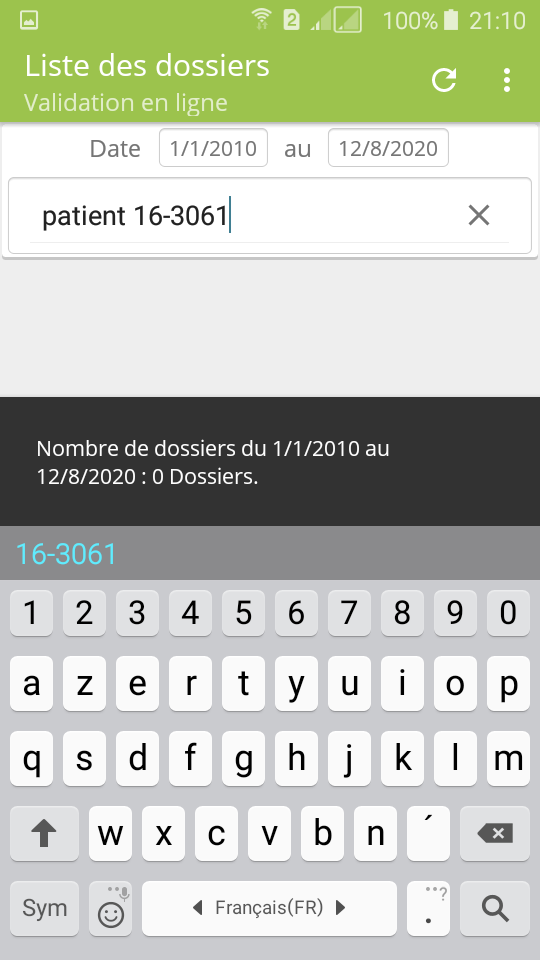 2 100% 21:10
Liste des dossiers
Validation en ligne
Date 1/1/2010 au 12/8/2020
patient 16-3061
Nombre de dossiers du 1/1/2010 au
12/8/2020 : 0 Dossiers.
16-3061
1 2 3 4 5 6 7 8 9 0
a z e r t y u i o p
q s d f g h j k l m
w x c v b n ´
Sym Français(FR) . ?